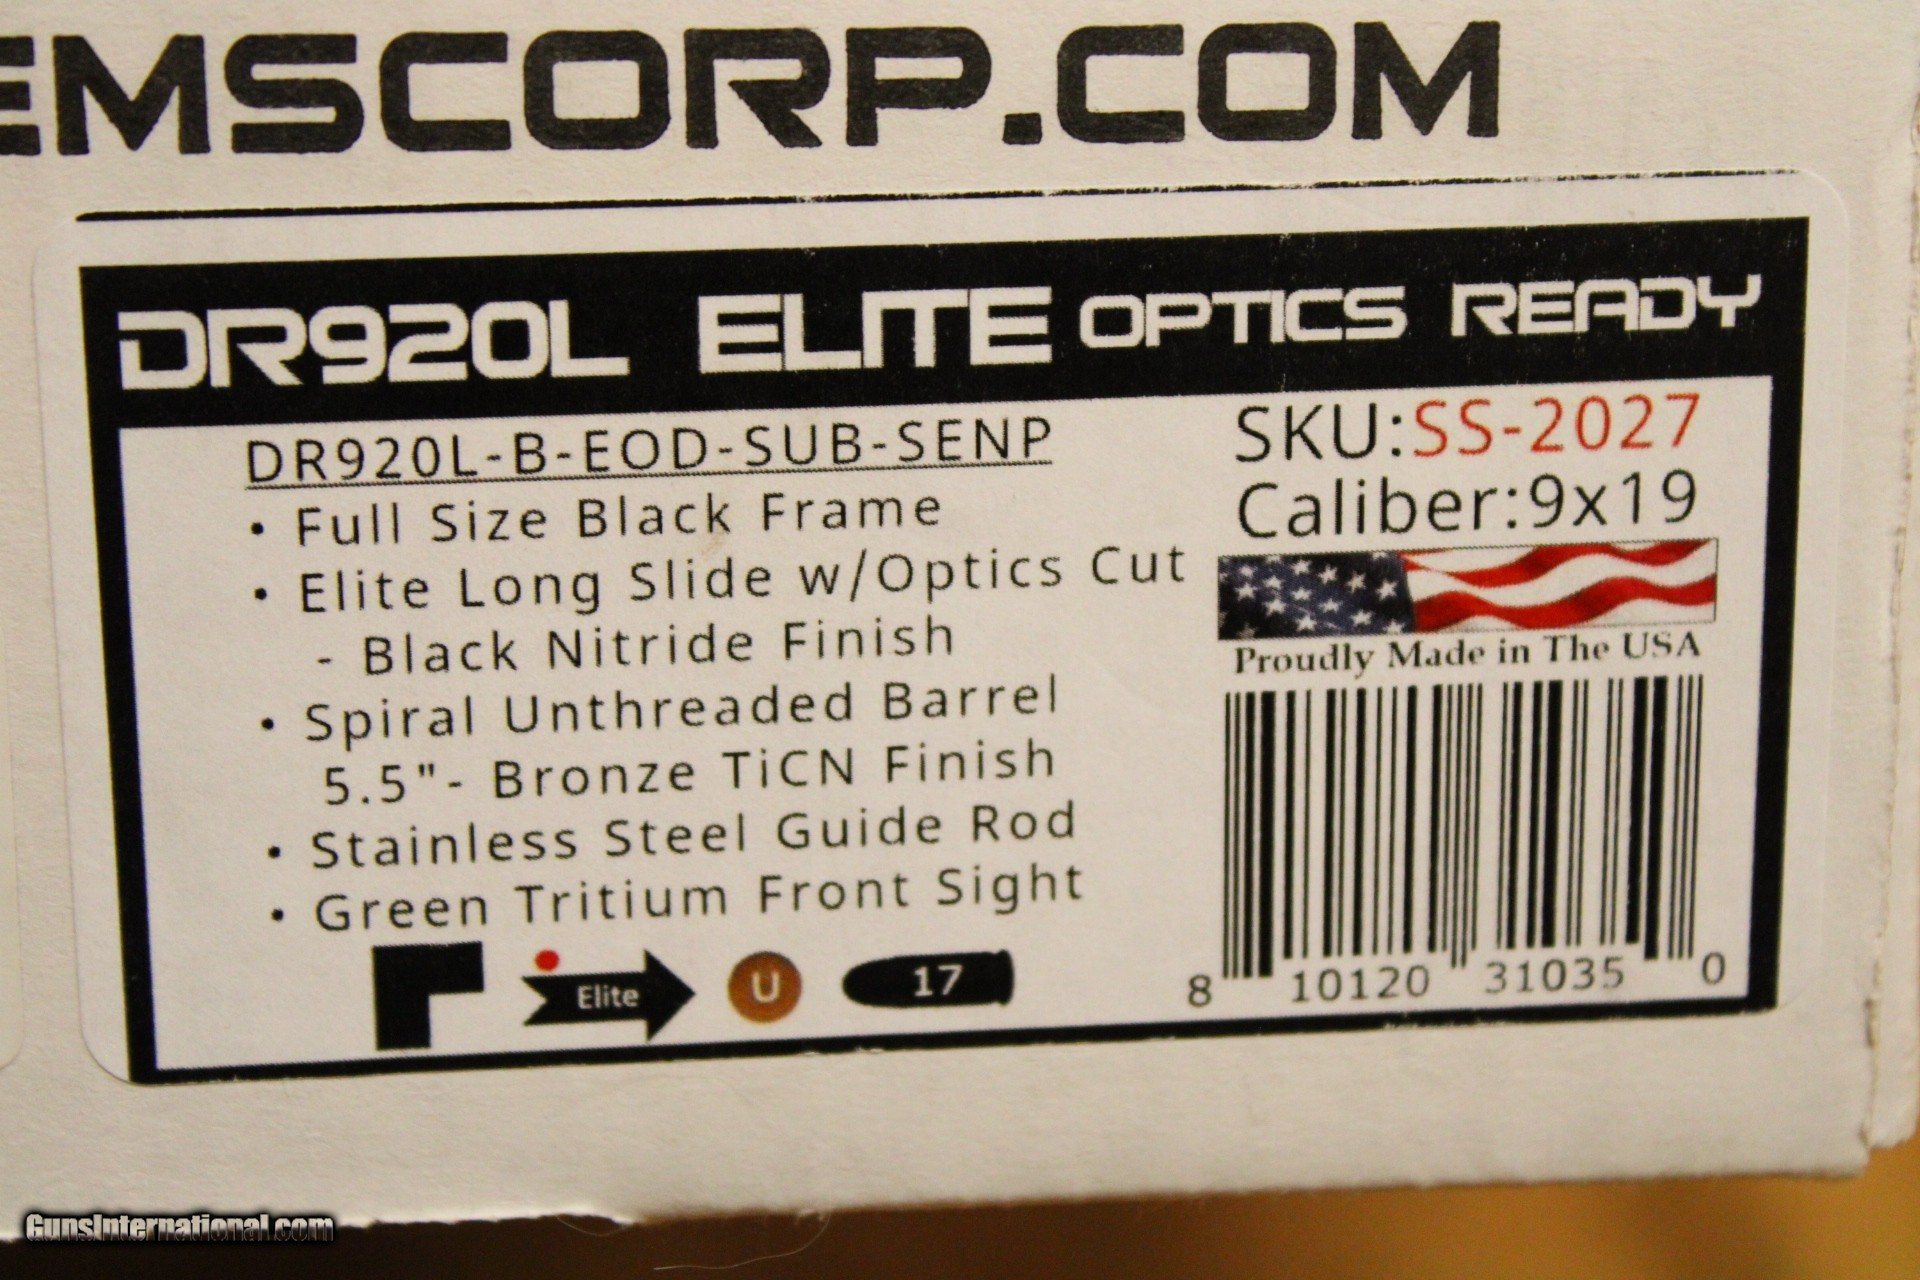 EMSCORP.COM
DR920L ELITE OPTICS READY
DR920L-B-EOD-SUB-SENP
• Full Size Black Frame
• Elite Long Slide w/Optics Cut
- Black Nitride Finish
• Spiral Unthreaded Barrel
5.5"- Bronze TiCN Finish
• Stainless Steel Guide Rod
• Green Tritium Front Sight
Elite
U
17
SKU:SS-2027
Caliber:9x19
Proudly Made in The USA
8 10120 31035 0
GunsInternational.com